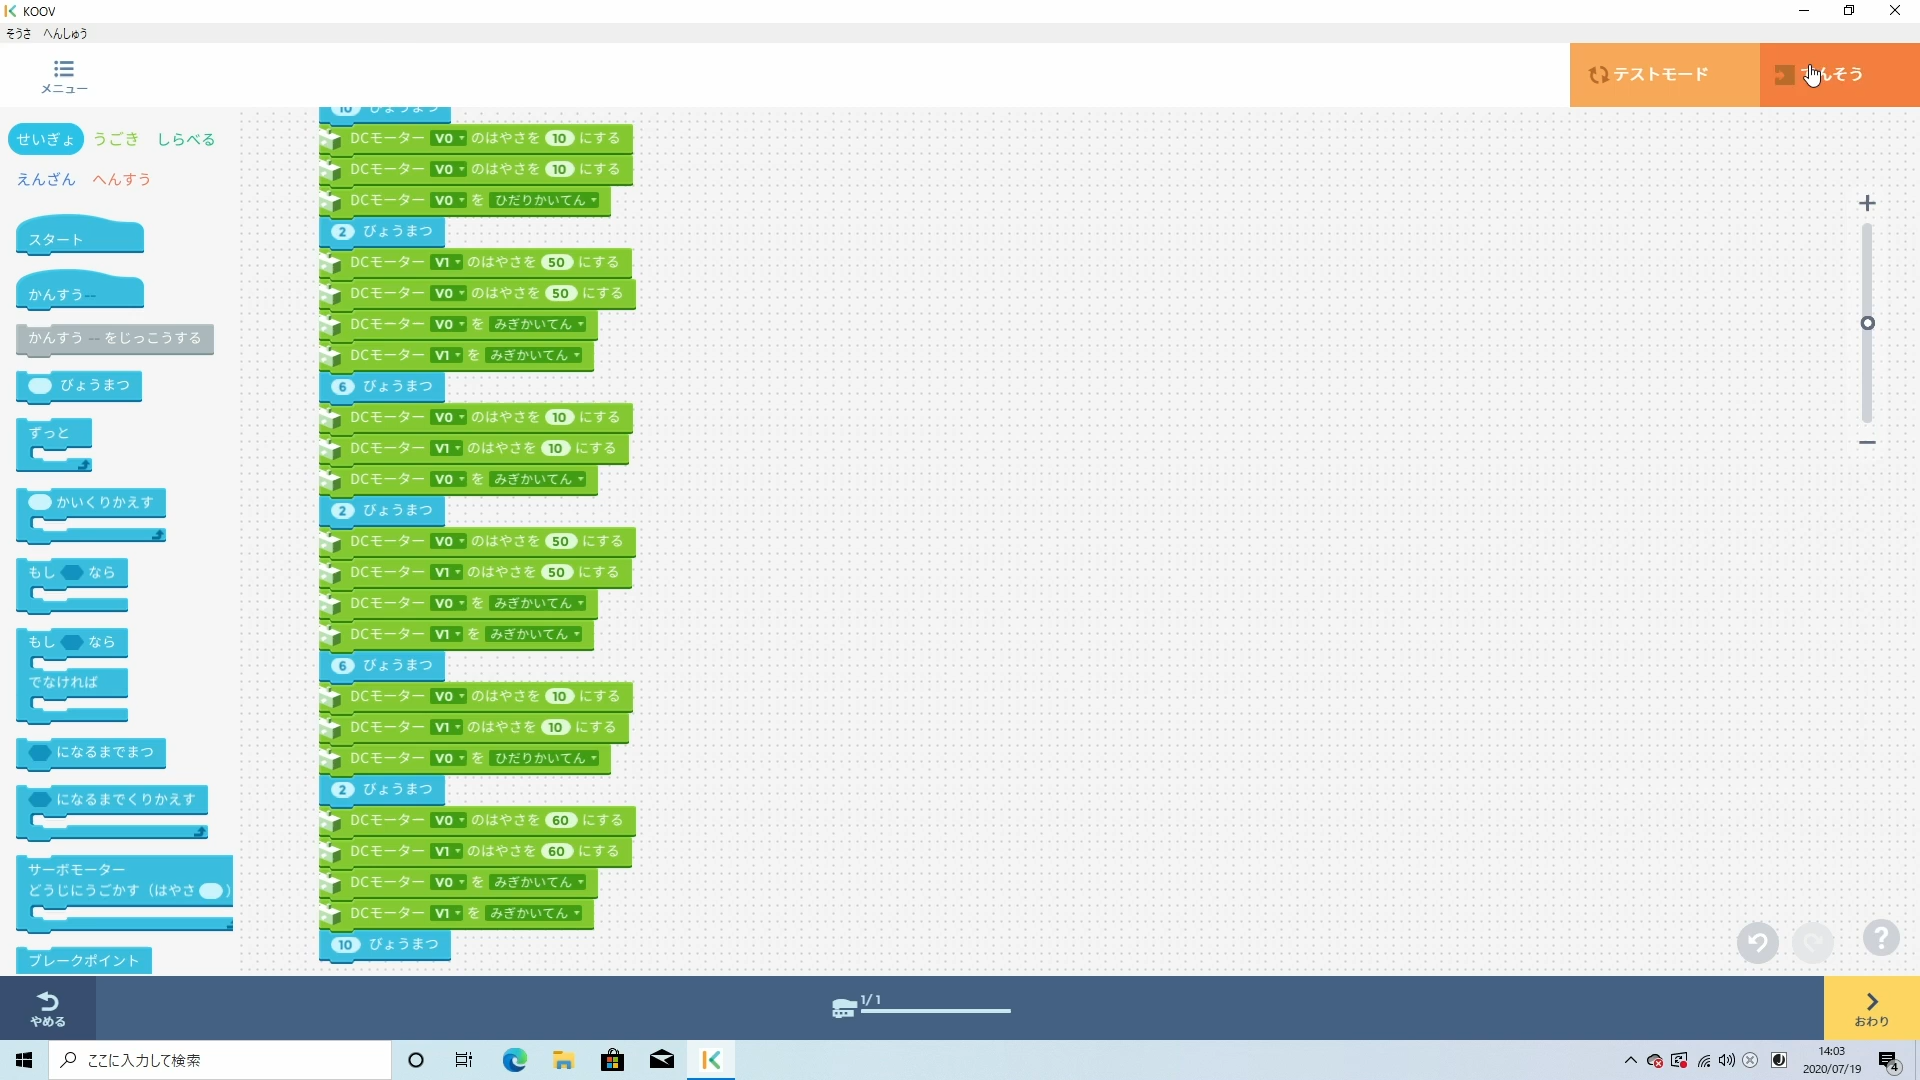 KOOV
そうさ へんしゅう
メニュー
テストモード
んそう
せいぎょ うごき しらべる
えんざん へんすう
スタート
かんすう--
かんすう -- をじっこうする
びょうまつ
ずっと
かいくりかえす
もし なら
もし なら
でなければ
になるまでまつ
になるまでくりかえす
サーボモーター
どうじにうごかす（はやさ ）
ブレークポイント
10 びょうまつ
DCモーター V0 のはやさを 10 にする
DCモーター V0 のはやさを 10 にする
DCモーター V0 を ひだりかいてん
2 びょうまつ
DCモーター V1 のはやさを 50 にする
DCモーター V0 のはやさを 50 にする
DCモーター V0 を みぎかいてん
DCモーター V1 を みぎかいてん
6 びょうまつ
DCモーター V0 のはやさを 10 にする
DCモーター V1 のはやさを 10 にする
DCモーター V0 を みぎかいてん
2 びょうまつ
DCモーター V0 のはやさを 50 にする
DCモーター V1 のはやさを 50 にする
DCモーター V0 を みぎかいてん
DCモーター V1 を みぎかいてん
6 びょうまつ
DCモーター V0 のはやさを 10 にする
DCモーター V1 のはやさを 10 にする
DCモーター V0 を ひだりかいてん
2 びょうまつ
DCモーター V0 のはやさを 60 にする
DCモーター V1 のはやさを 60 にする
DCモーター V0 を みぎかいてん
DCモーター V1 を みぎかいてん
10 びょうまつ
?
やめる
1/1
おわり
ここに入力して検索
14:03
2020/07/19
4